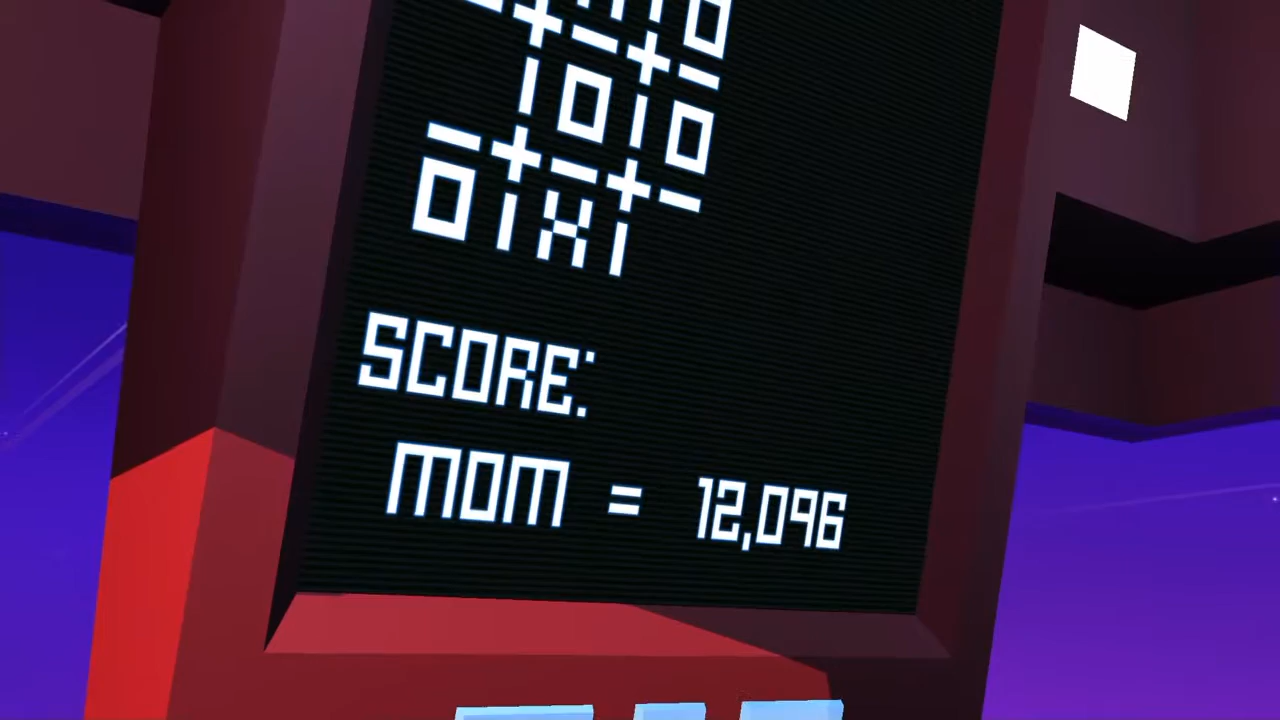 -+-+-
|O|O
-+-+-
O|X|
SCORE:
MOM = 12,096